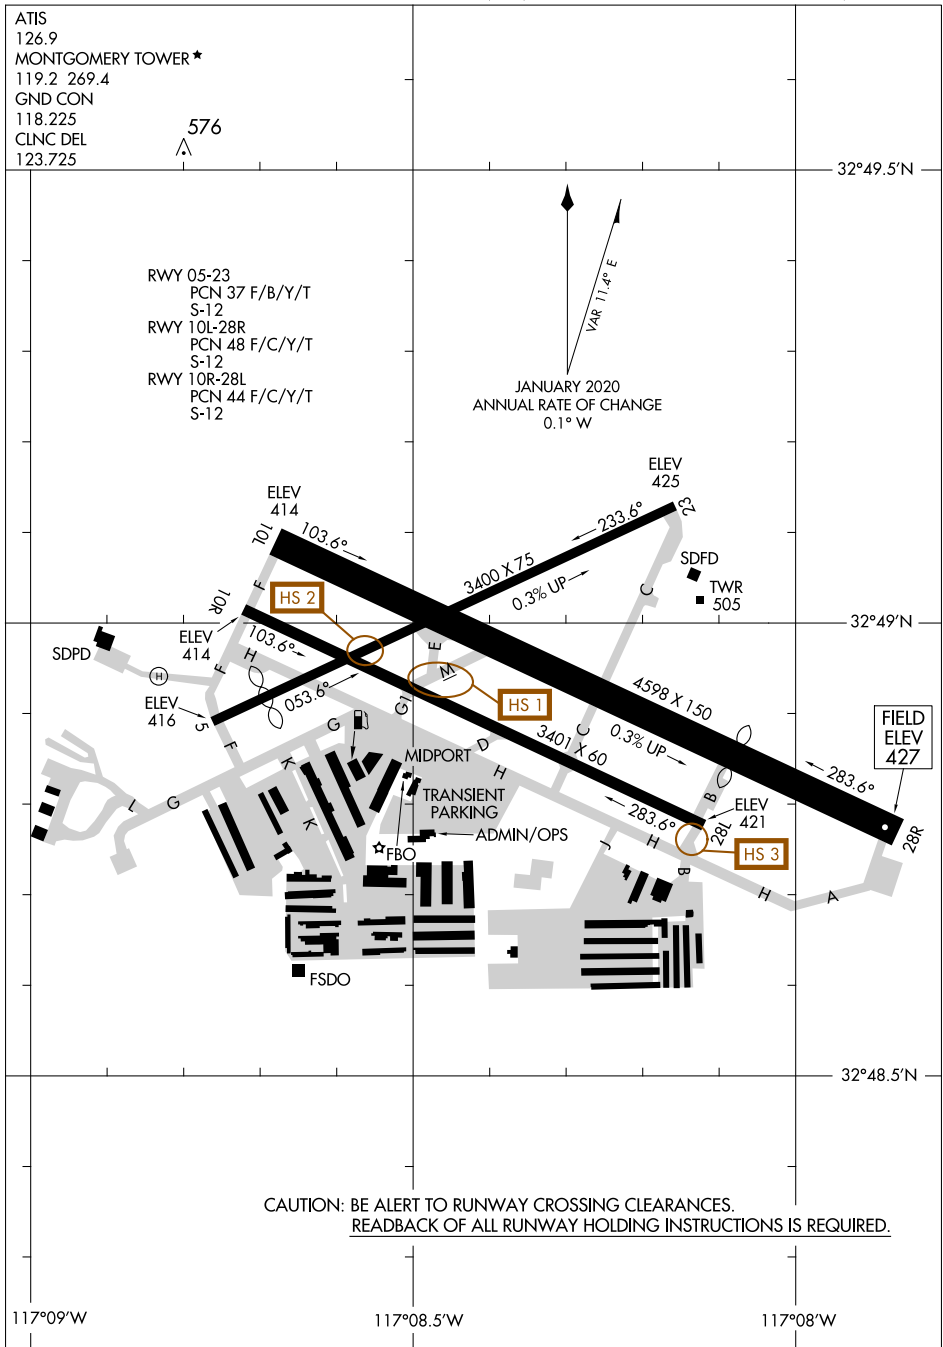 ATIS
126.9
MONTGOMERY TOWER
119.2 269.4
GND CON
118.225
CLNC DEL
123.725
576
32°49.5'N
VAR 11.4° E
JANUARY 2020
ANNUAL RATE OF CHANGE
0.1° W
RWY 05-23
PCN 37 F/B/Y/T
S-12
RWY 10L-28R
PCN 48 F/C/Y/T
S-12
RWY 10R-28L
PCN 44 F/C/Y/T
S-12
ELEV
425
23
233.6°
ELEV
414
10L
103.6°
3400 X 75
0.3% UP
SDFD
TWR
505
C
F
10R
HS 2
32°49'N
ELEV
414
103.6°
H
E
M
SDPD
H
F
053.6°
G1
HS 1
4598 X 150
ELEV
416
5
F
G
D
C
3401 X 60
0.3% UP
FIELD
ELEV
427
K
MIDPORT
H
283.6°
B
L
G
K
TRANSIENT
PARKING
283.6°
ELEV
421
28L
28R
ADMIN/OPS
FBO
J
H
B
HS 3
H
A
FSDO
32°48.5'N
CAUTION: BE ALERT TO RUNWAY CROSSING CLEARANCES.
READBACK OF ALL RUNWAY HOLDING INSTRUCTIONS IS REQUIRED.
117°09'W
117°08.5'W
117°08'W